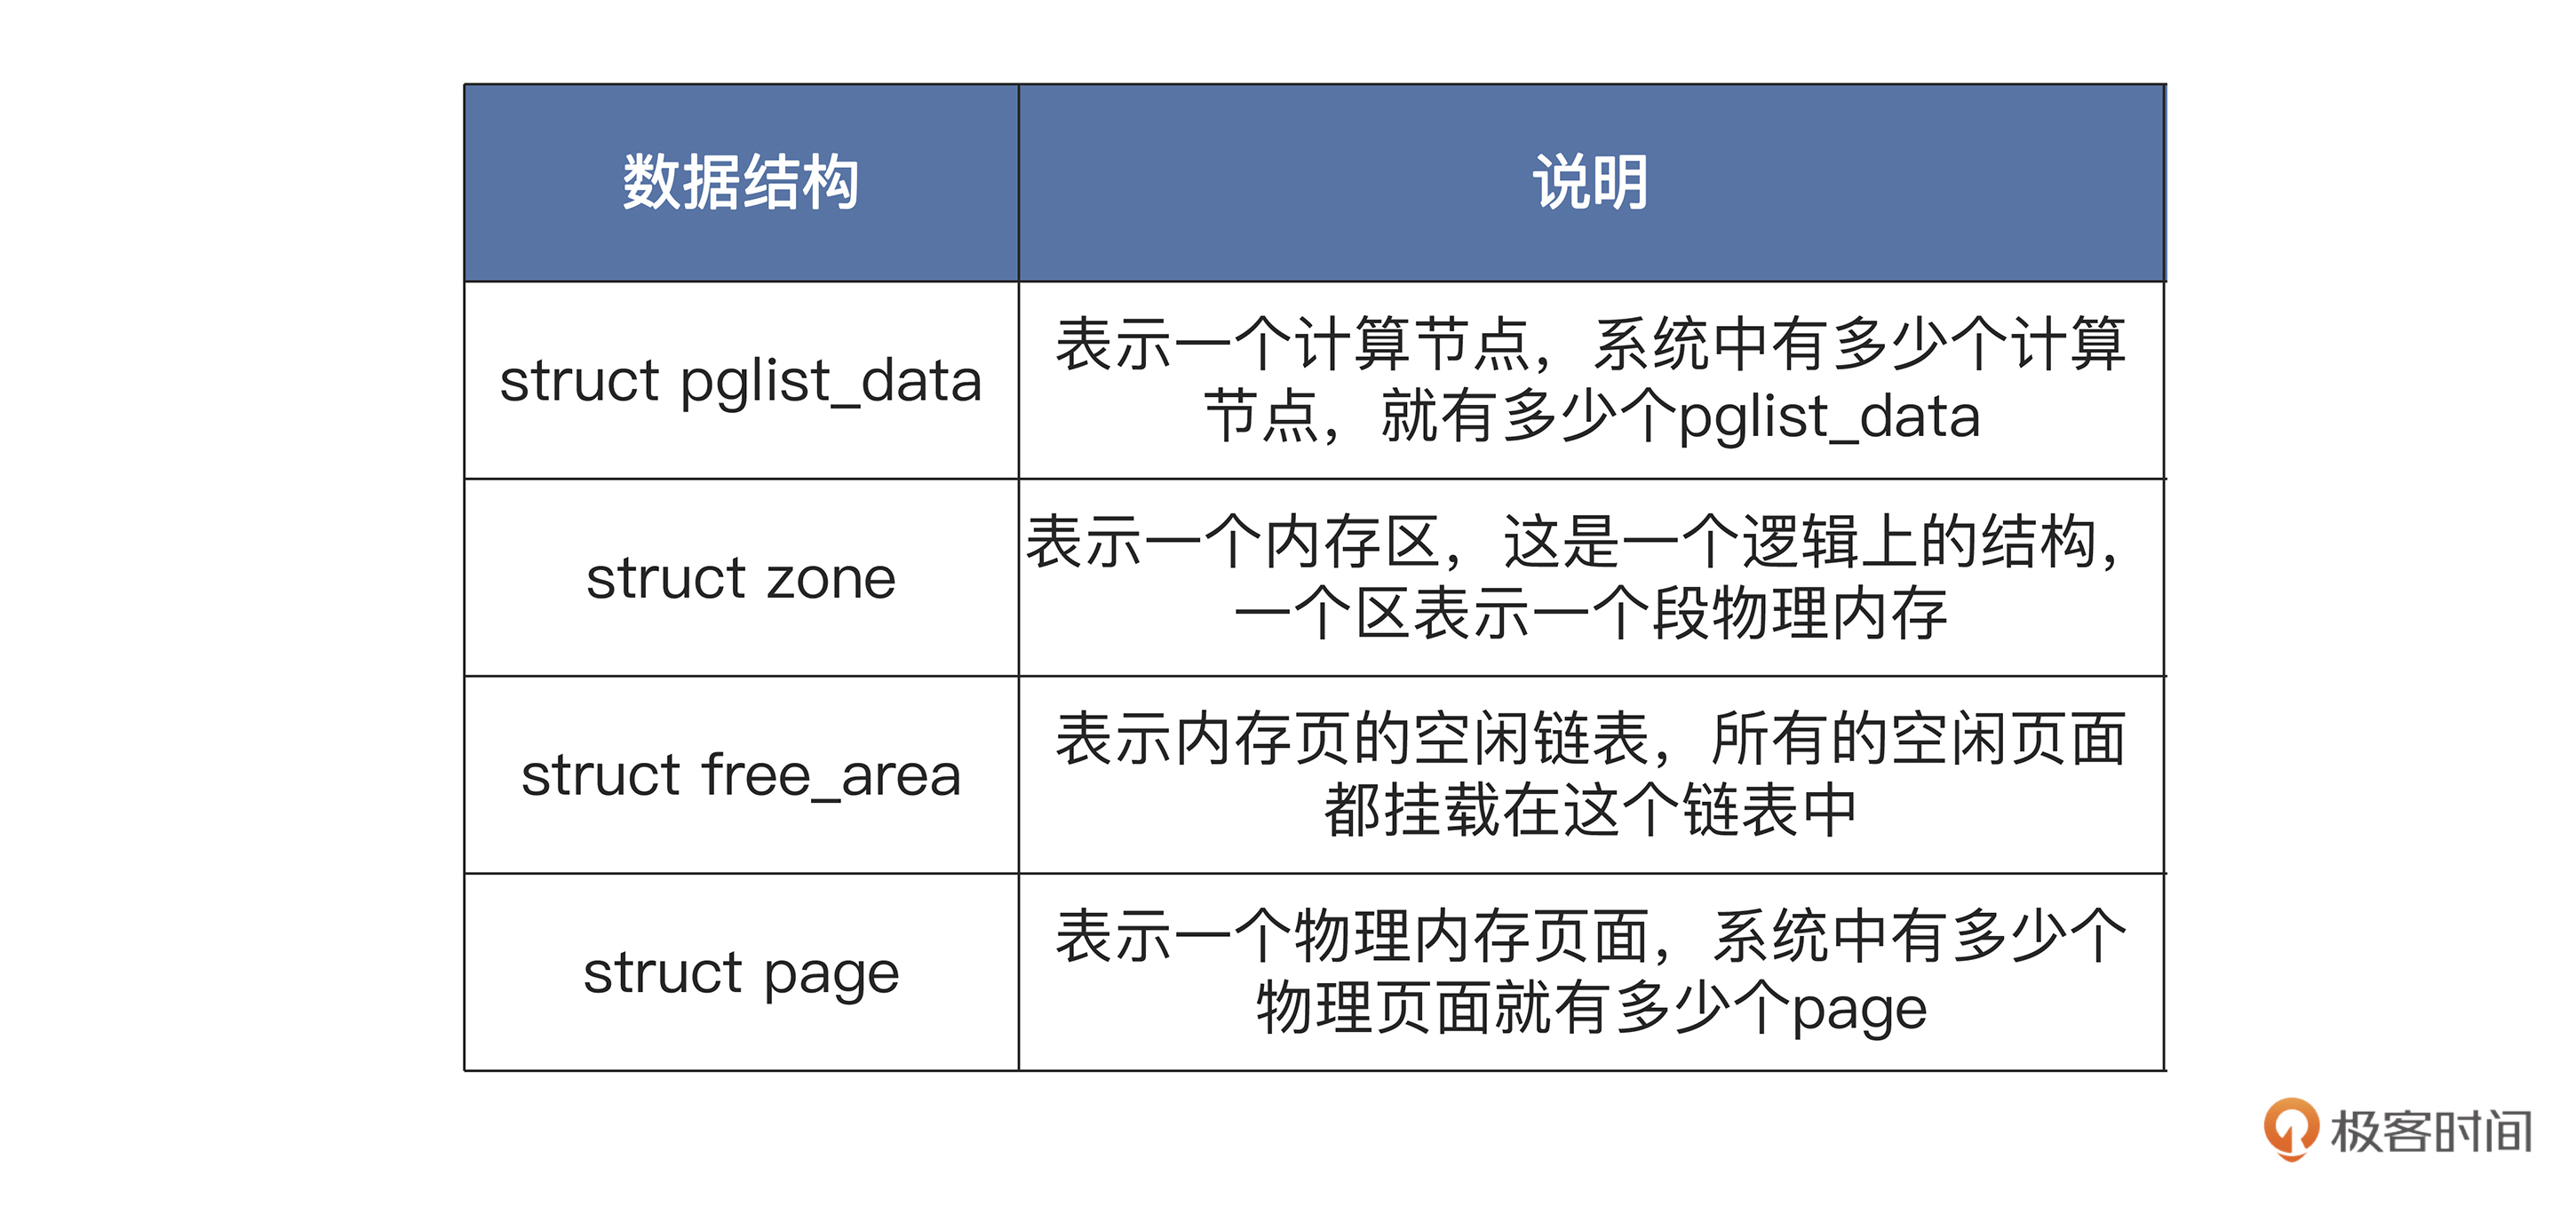 数据结构
说明
struct pglist_data
表示一个计算节点，系统中有多少个计算
节点，就有多少个pglist_data
struct zone
表示一个内存区，这是一个逻辑上的结构，
一个区表示一个段物理内存
struct free_area
表示内存页的空闲链表，所有的空闲页面
都挂载在这个链表中
struct page
表示一个物理内存页面，系统中有多少个
物理页面就有多少个page
极客时间